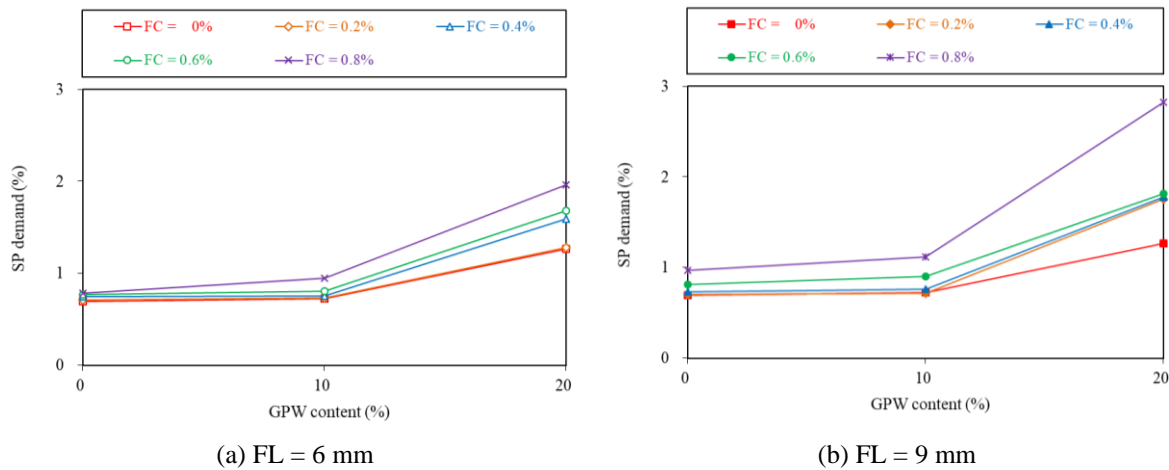 FC = 0% FC = 0.2% FC = 0.4%
FC = 0.6% FC = 0.8%
3
2
1
0
SP demand (%)
0 10 20
GPW content (%)
(a) FL = 6 mm
FC = 0% FC = 0.2% FC = 0.4%
FC = 0.6% FC = 0.8%
3
2
1
0
SP demand (%)
0 10 20
GPW content (%)
(b) FL = 9 mm